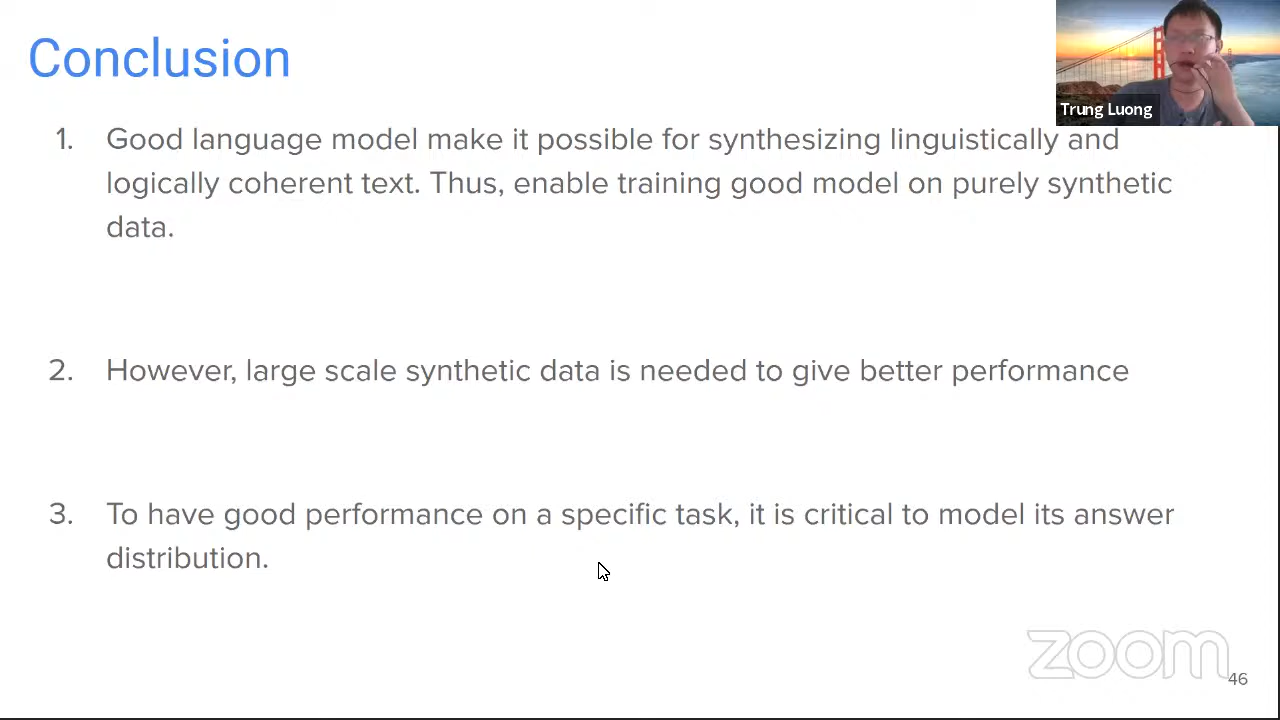 Conclusion
Trung Luong
1. Good language model make it possible for synthesizing linguistically and
logically coherent text. Thus, enable training good model on purely synthetic
data.
2. However, large scale synthetic data is needed to give better performance
3. To have good performance on a specific task, it is critical to model its answer
distribution.
zoom
46